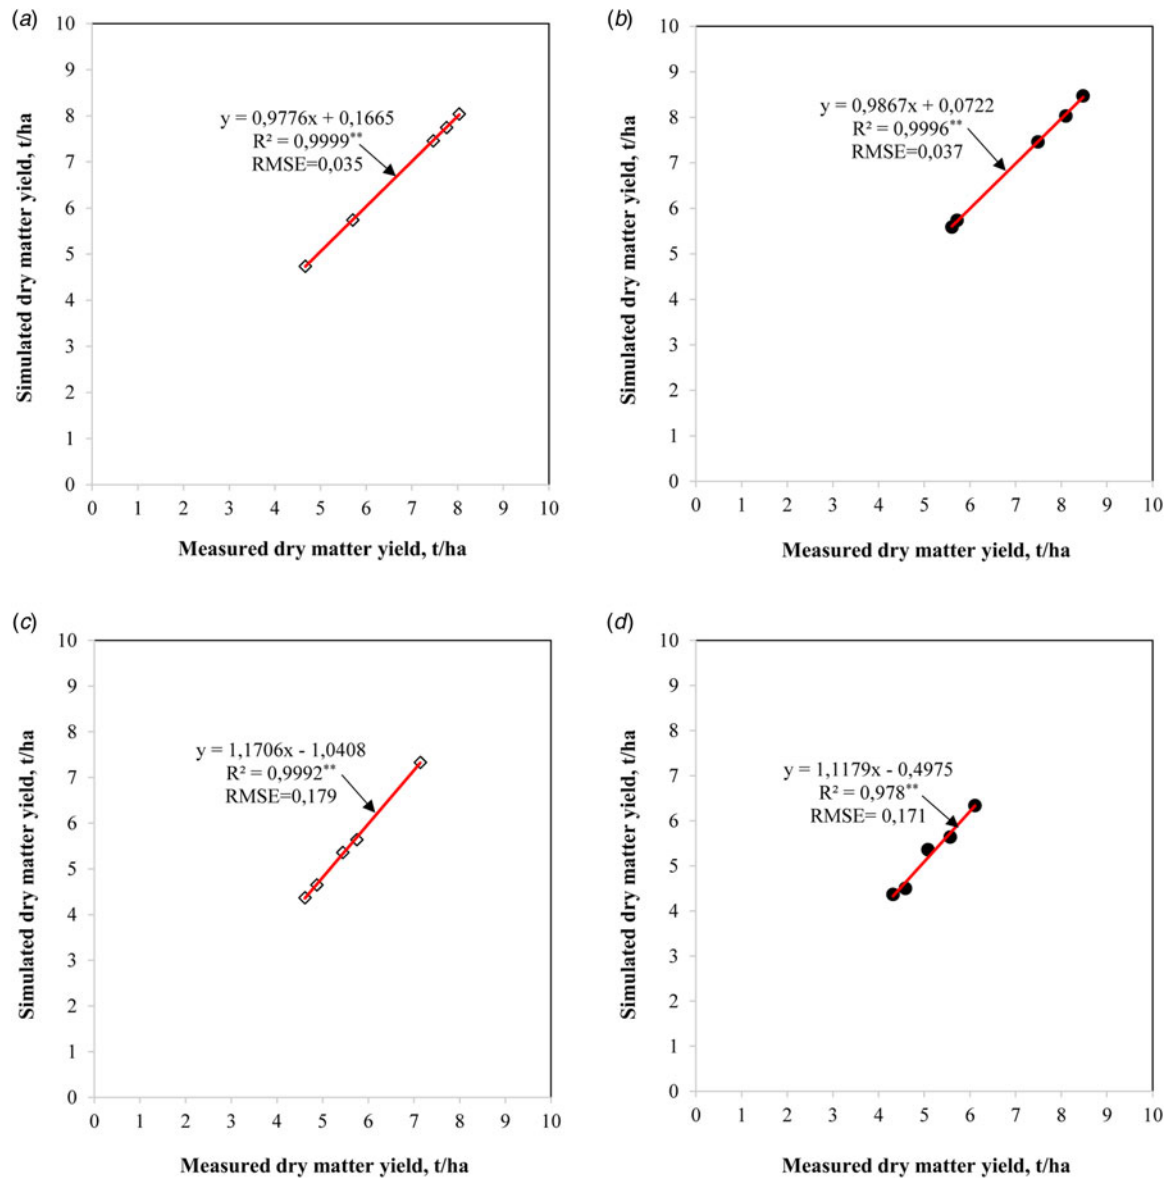 (a)
10
9
8
7
6
5
4
3
2
1
0
Simulated dry matter yield, t/ha
y = 0,9776x + 0,1665
R² = 0,9999**
RMSE=0,035
0 1 2 3 4 5 6 7 8 9 10
Measured dry matter yield, t/ha
(b)
10
9
8
7
6
5
4
3
2
1
0
Simulated dry matter yield, t/ha
y = 0,9867x + 0,0722
R² = 0,9996**
RMSE=0,037
0 1 2 3 4 5 6 7 8 9 10
Measured dry matter yield, t/ha
(c)
10
9
8
7
6
5
4
3
2
1
0
Simulated dry matter yield, t/ha
y = 1,1706x - 1,0408
R² = 0,9992**
RMSE=0,179
0 1 2 3 4 5 6 7 8 9 10
Measured dry matter yield, t/ha
(d)
10
9
8
7
6
5
4
3
2
1
0
Simulated dry matter yield, t/ha
y = 1,1179x - 0,4975
R² = 0,978**
RMSE= 0,171
0 1 2 3 4 5 6 7 8 9 10
Measured dry matter yield, t/ha